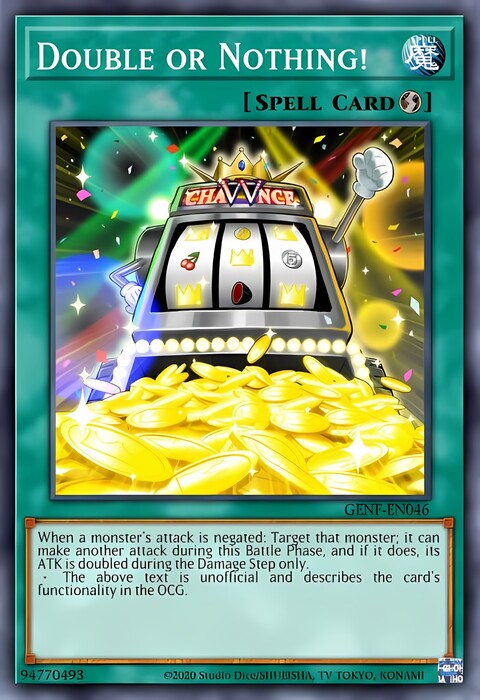 DOUBLE OR NOTHING!
魔
[SPELL CARD]
CHA W NCE
GENF-EN046
When a monster's attack is negated: Target that monster; it can
make another attack during this Battle Phase, and if it does, its
ATK is doubled during the Damage Step only.
· The above text is unofficial and describes the card's
functionality in the OCG.
94770493
©2020 Studio Dice/SHUEISHA, TV TOKYO, KONAMI